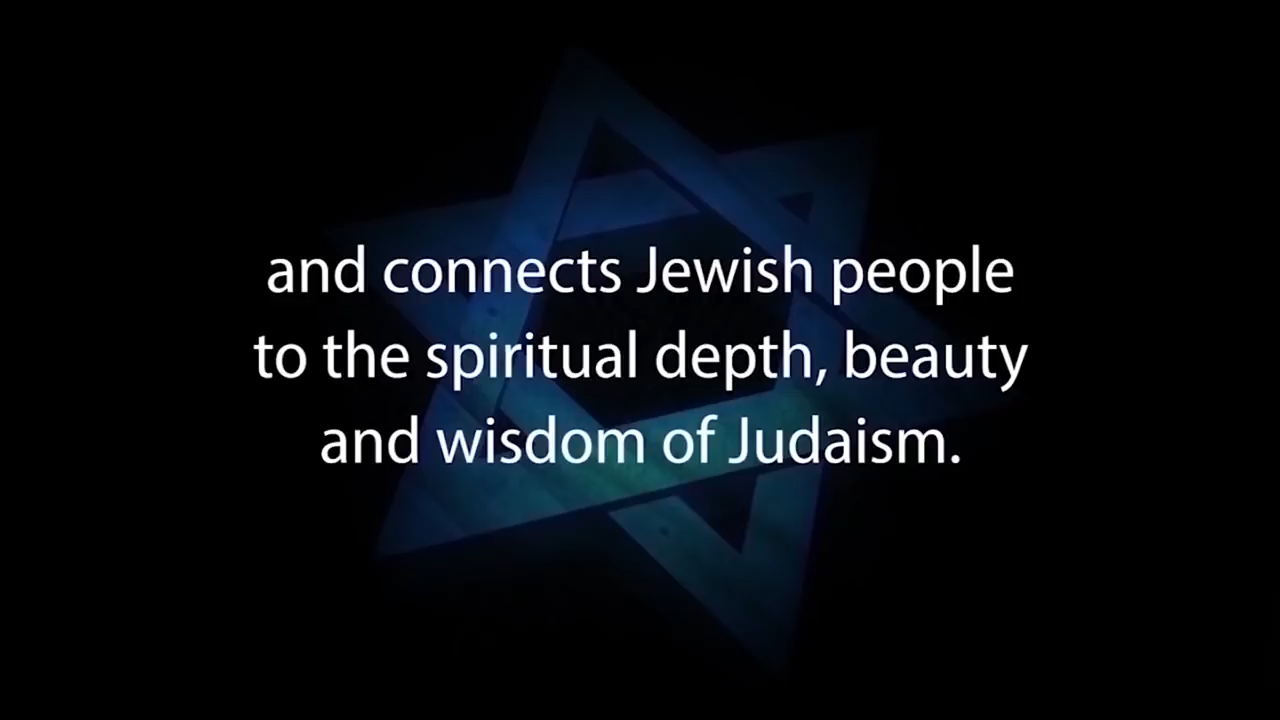 and connects Jewish people
to the spiritual depth, beauty
and wisdom of Judaism.